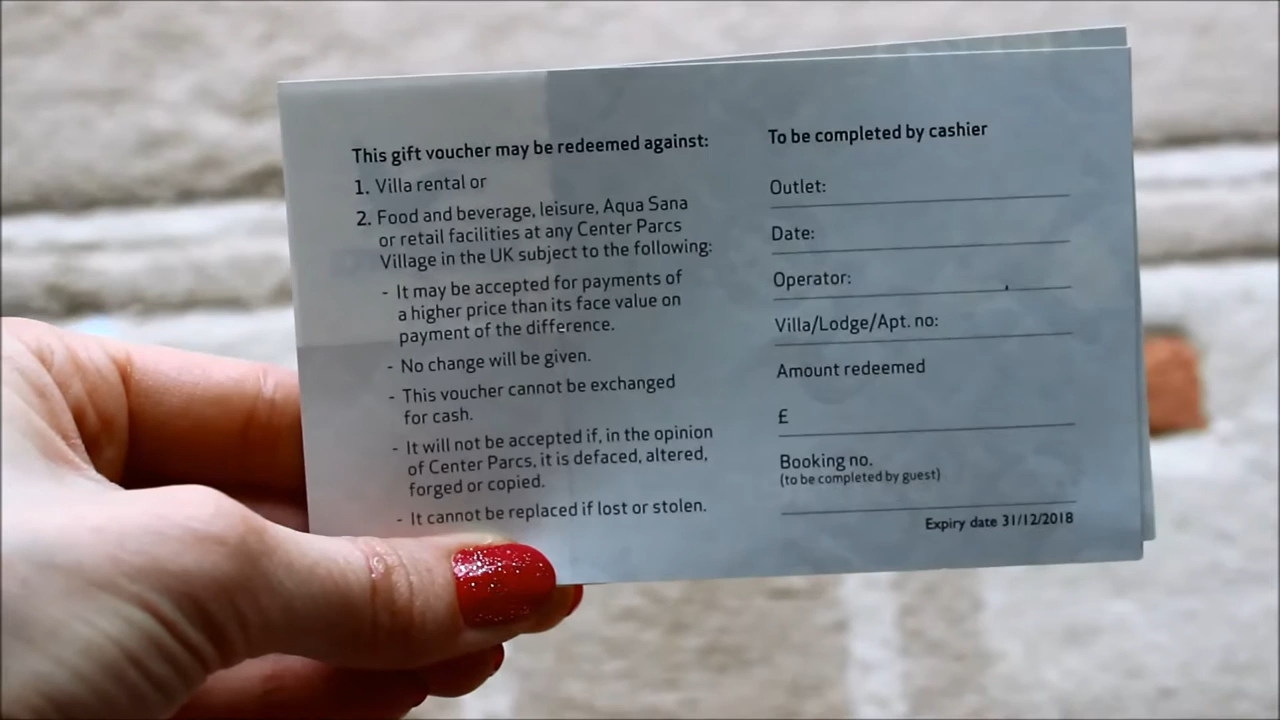 This gift voucher may be redeemed against:
1. Villa rental or
2. Food and beverage, leisure, Aqua Sana
or retail facilities at any Center Parcs
Village in the UK subject to the following:
- It may be accepted for payments of
a higher price than its face value on
payment of the difference.
- No change will be given.
- This voucher cannot be exchanged
for cash.
- It will not be accepted if, in the opinion
of Center Parcs, it is defaced, altered,
forged or copied.
- It cannot be replaced if lost or stolen.
To be completed by cashier
Outlet:
Date:
Operator:
Villa/Lodge/Apt. no:
Amount redeemed
£
Booking no.
(to be completed by guest)
Expiry date 31/12/2018